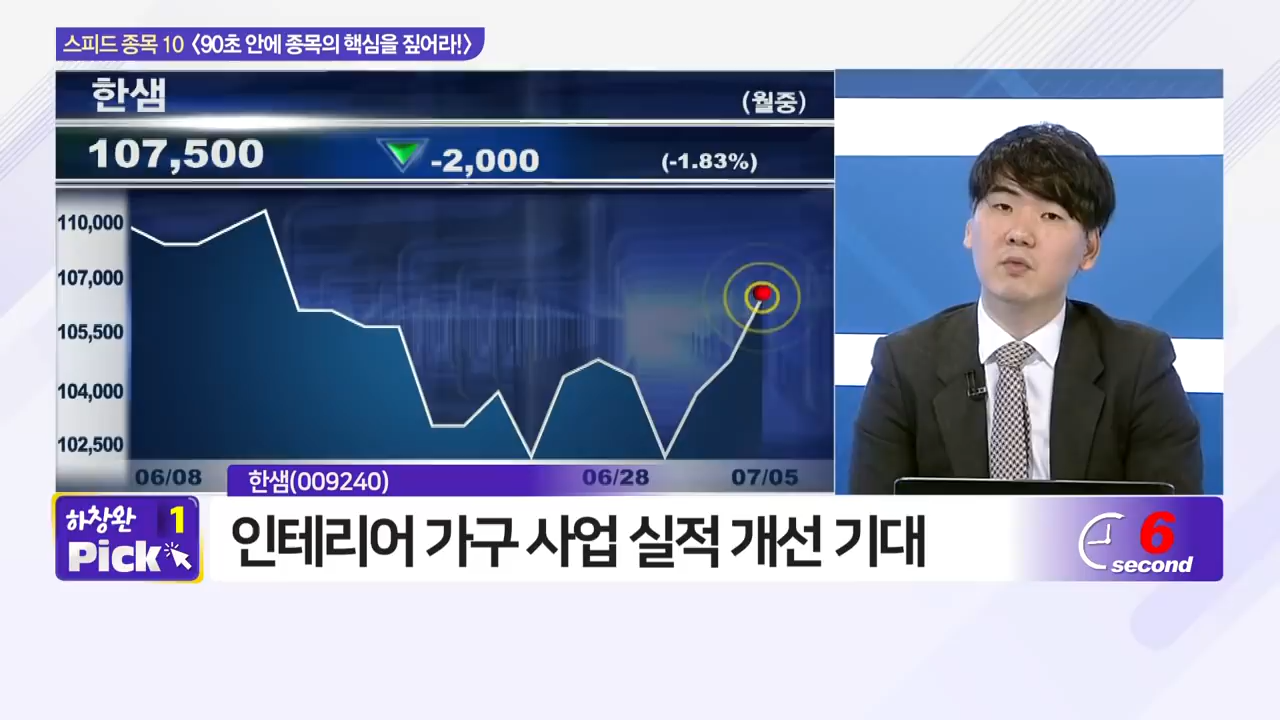 스피드 종목 10 <90초 안에 종목의 핵심을 짚어라!>
한샘
(월중)
107,500
-2,000
(-1.83%)
110,000
107,000
105,500
104,000
102,500
06/08
06/28
07/05
한샘(009240)
하창완 1
Pick
인테리어 가구 사업 실적 개선 기대
6
second